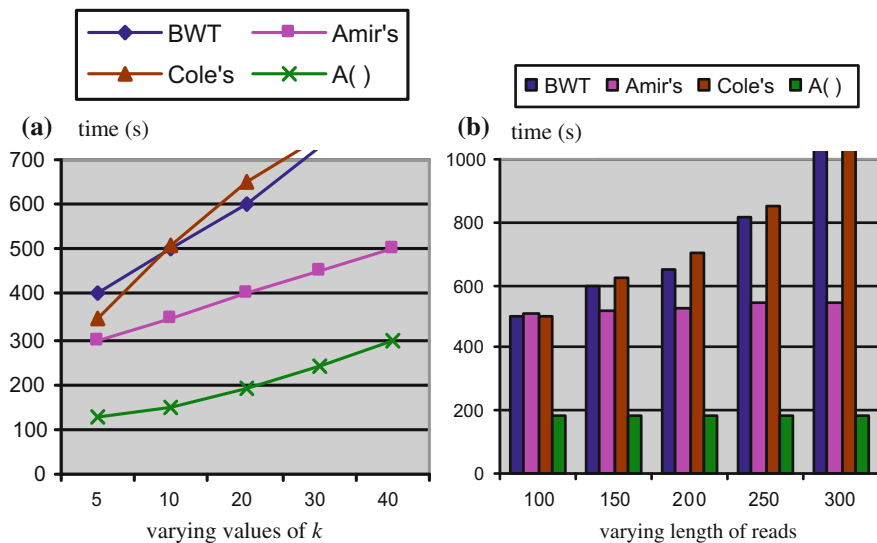 BWT Amir's
Cole's A( )
(a) time (s)
700
600
500
400
300
200
100
0
5 10 20 30 40
varying values of k
BWT Amir's Cole's A( )
(b) time (s)
1000
800
600
400
200
0
100 150 200 250 300
varying length of reads